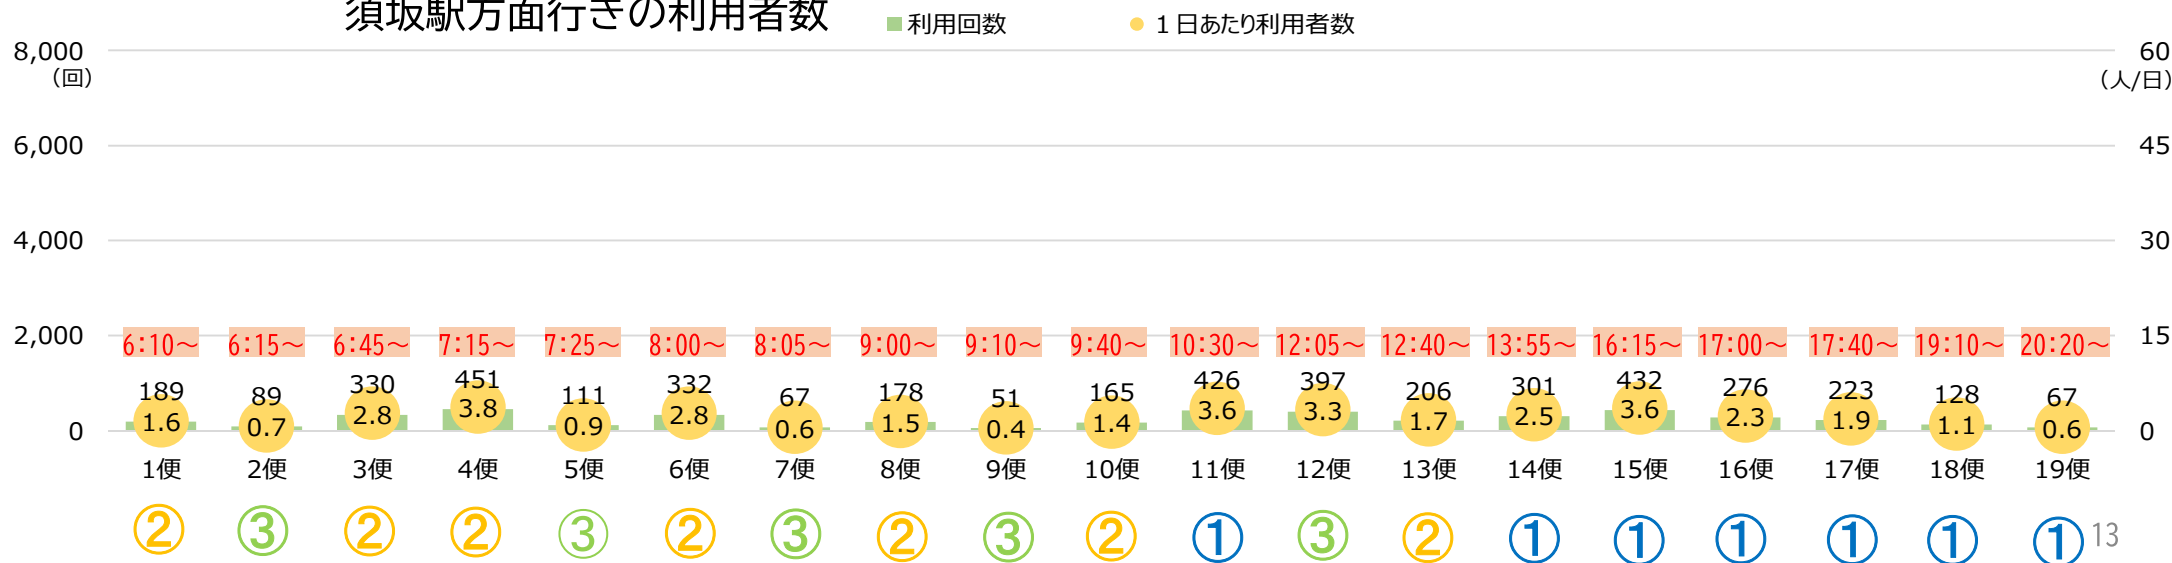 須坂駅方面行きの利用者数
利用回数 1日あたり利用者数
8,000 60
（回） （人/日）
6,000 45
4,000 30
2,000 15
6:10～ 6:15～ 6:45～ 7:15～ 7:25～ 8:00～ 8:05～ 9:00～ 9:10～ 9:40～ 10:30～ 12:05～ 12:40～ 13:55～ 16:15～ 17:00～ 17:40～ 19:10～ 20:20～
189 89 330 451 111 332 67 178 51 165 426 397 206 301 432 276 223 128 67
1.6 0.7 2.8 3.8 0.9 2.8 0.6 1.5 0.4 1.4 3.6 3.3 1.7 2.5 3.6 2.3 1.9 1.1 0.6
0 0
1便 2便 3便 4便 5便 6便 7便 8便 9便 10便 11便 12便 13便 14便 15便 16便 17便 18便 19便
② ③ ② ② ③ ② ③ ② ③ ② ① ③ ② ① ① ① ① ① ① 13